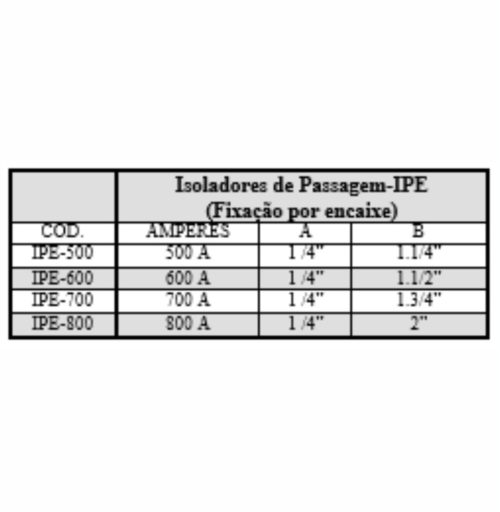 Isoladores de Passagem-IPE
(Fixação por encaixe)
COD. AMPERES A B
IPE-500 500 A 1 /4" 1.1/4"
IPE-600 600 A 1 /4" 1.1/2"
IPE-700 700 A 1 /4" 1.3/4"
IPE-800 800 A 1 /4" 2"